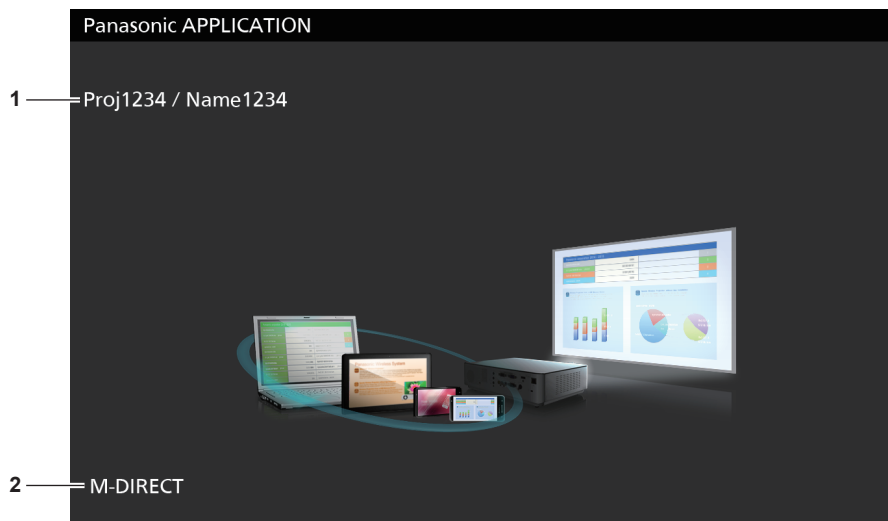 Panasonic APPLICATION
1
Proj1234 / Name1234
2
M-DIRECT